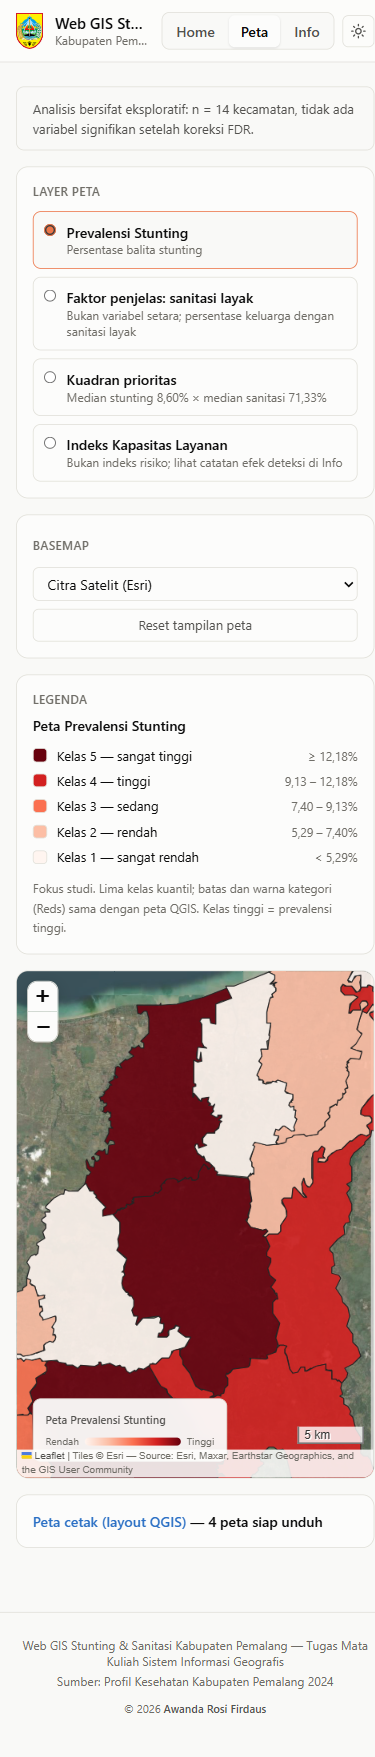 Web GIS St...
Kabupaten Pem...
Home Peta Info
Analisis bersifat eksploratif: n = 14 kecamatan, tidak ada
variabel signifikan setelah koreksi FDR.
LAYER PETA
Prevalensi Stunting
Persentase balita stunting
Faktor penjelas: sanitasi layak
Bukan variabel setara; persentase keluarga dengan
sanitasi layak
Kuadran prioritas
Median stunting 8,60% × median sanitasi 71,33%
Indeks Kapasitas Layanan
Bukan indeks risiko; lihat catatan efek deteksi di Info
BASEMAP
Citra Satelit (Esri)
Reset tampilan peta
LEGENDA
Peta Prevalensi Stunting
Kelas 5 — sangat tinggi ≥ 12,18%
Kelas 4 — tinggi 9,13 – 12,18%
Kelas 3 — sedang 7,40 – 9,13%
Kelas 2 — rendah 5,29 – 7,40%
Kelas 1 — sangat rendah < 5,29%
Fokus studi. Lima kelas kuantil; batas dan warna kategori
(Reds) sama dengan peta QGIS. Kelas tinggi = prevalensi
tinggi.
+
−
Peta Prevalensi Stunting
Rendah Tinggi
5 km
Leaflet | Tiles © Esri — Source: Esri, Maxar, Earthstar Geographics, and
the GIS User Community
Peta cetak (layout QGIS) — 4 peta siap unduh
Web GIS Stunting & Sanitasi Kabupaten Pemalang — Tugas Mata
Kuliah Sistem Informasi Geografis
Sumber: Profil Kesehatan Kabupaten Pemalang 2024
© 2026 Awanda Rosi Firdaus